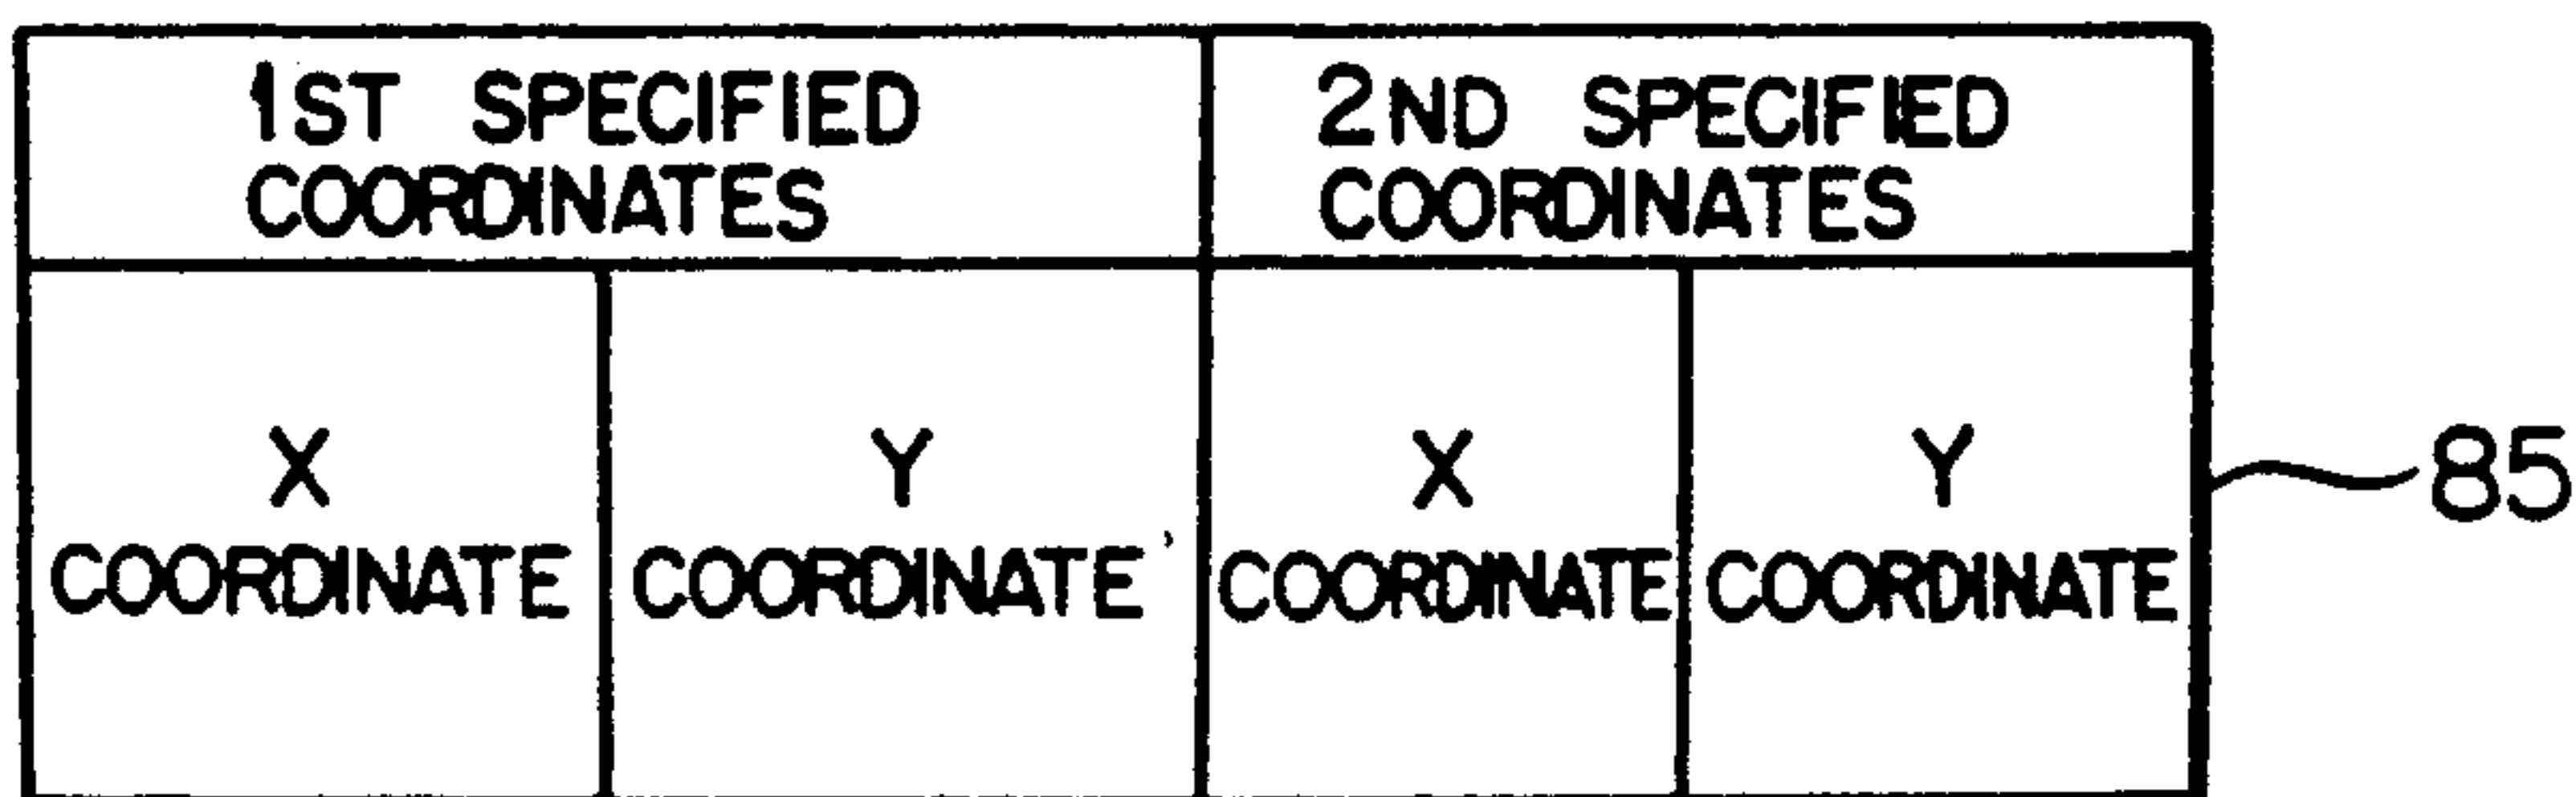 1ST SPECIFIED
COORDINATES
2ND SPECIFIED
COORDINATES
X
COORDINATE
Y
COORDINATE
X
COORDINATE
Y
COORDINATE
85